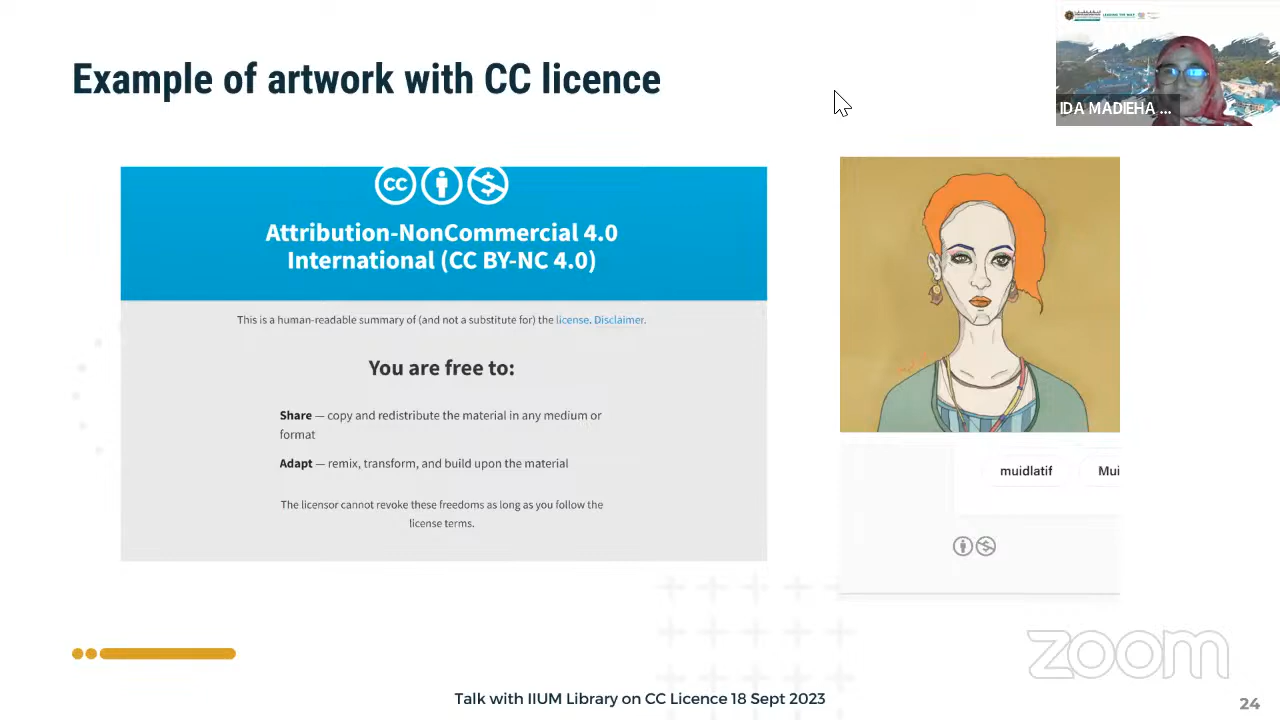 Example of artwork with CC licence
IDA MADIEHA ...
CC
Attribution-NonCommercial 4.0
International (CC BY-NC 4.0)
This is a human-readable summary of (and not a substitute for) the license. Disclaimer.
You are free to:
Share — copy and redistribute the material in any medium or
format
Adapt — remix, transform, and build upon the material
The licensor cannot revoke these freedoms as long as you follow the
license terms.
muidlatif
Mui
zoom
Talk with IIUM Library on CC Licence 18 Sept 2023
24